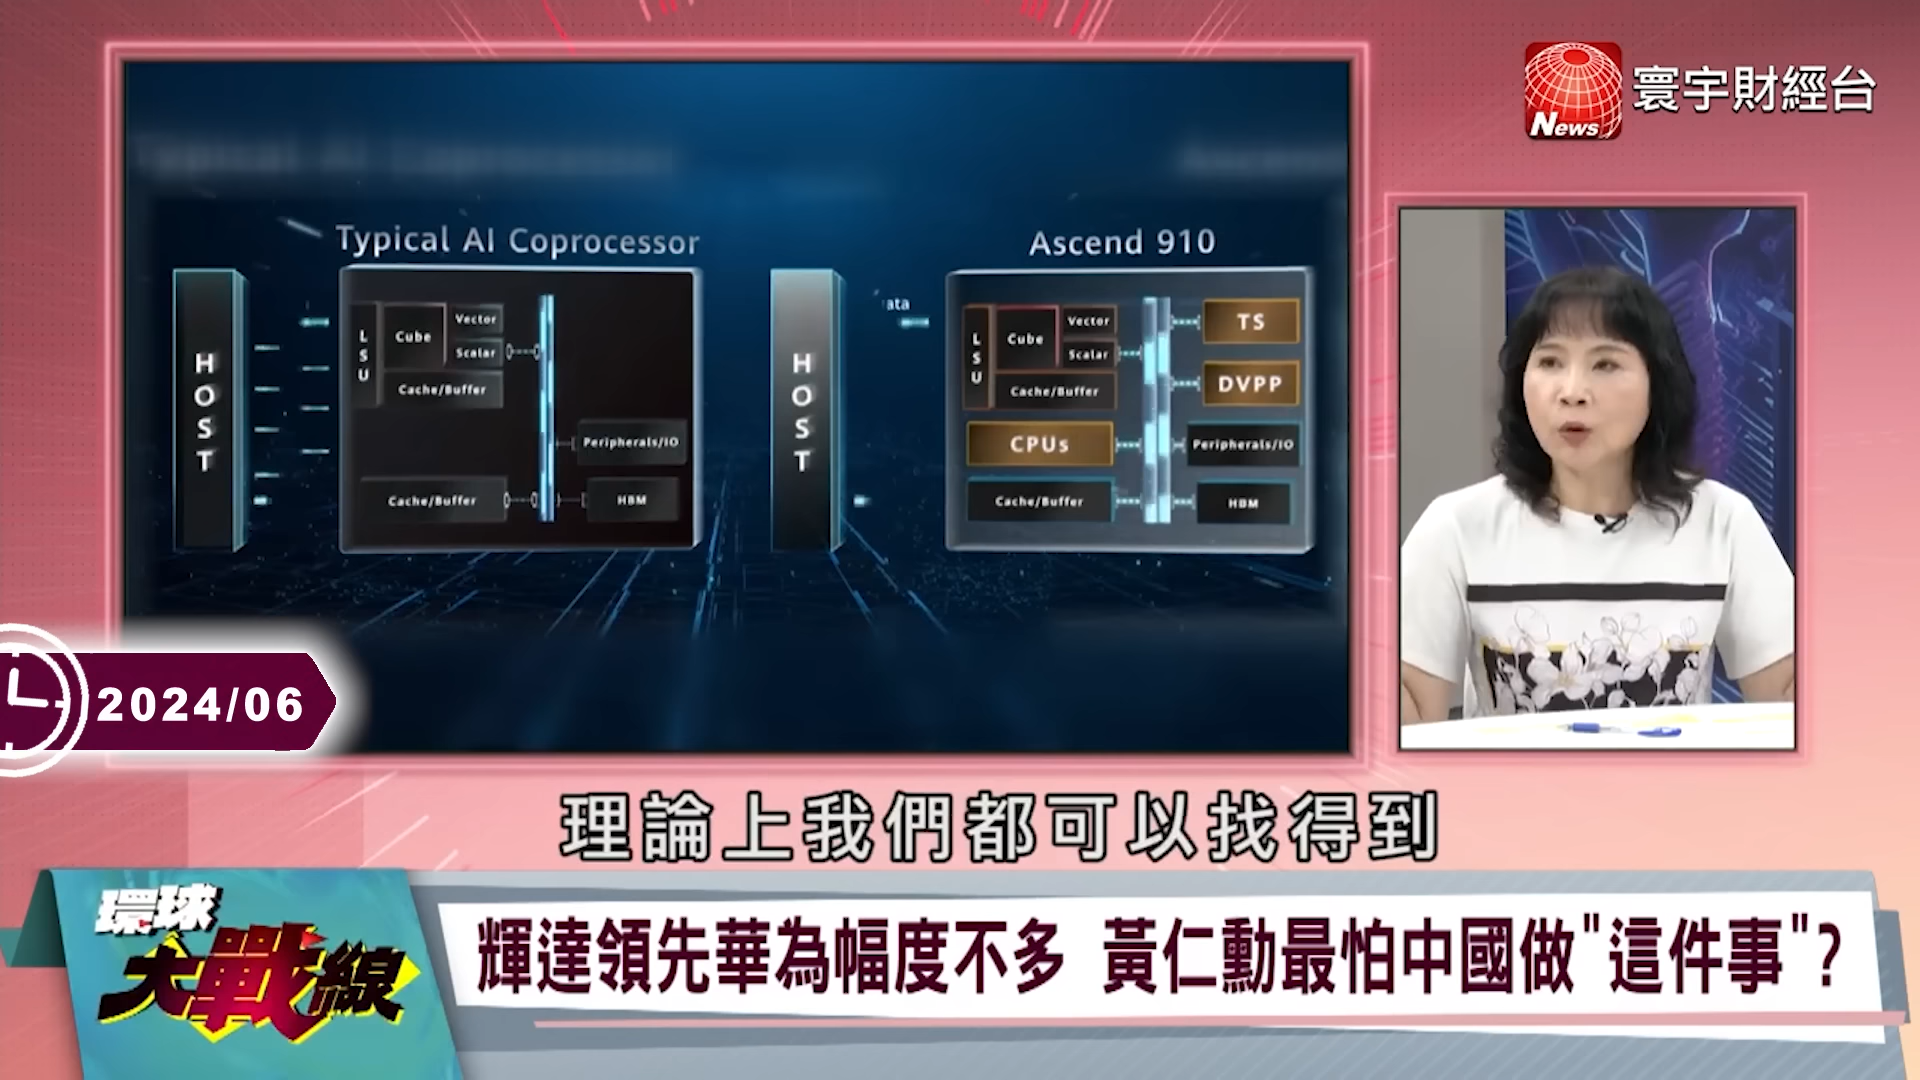 News
寰宇財經台
Typical AI Coprocessor
HOST
LSU
Cube
Vector
Scalar
Cache/Buffer
Peripherals/IO
Cache/Buffer
HBM
Ascend 910
HOST
ata
LSU
Cube
Vector
Scalar
Cache/Buffer
TS
DVPP
CPUs
Peripherals/IO
Cache/Buffer
HBM
2024/06
理論上我們都可以找得到
環球
大戰線
輝達領先華為幅度不多 黃仁勳最怕中國做"這件事"?